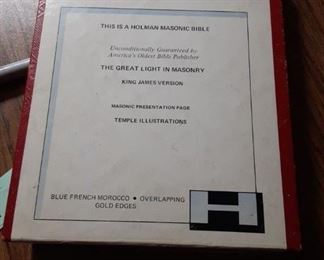 THIS IS A HOLMAN MASONIC BIBLE
Unconditionally Guaranteed by
America's Oldest Bible Publisher
THE GREAT LIGHT IN MASONRY
KING JAMES VERSION
MASONIC PRESENTATION PAGE
TEMPLE ILLUSTRATIONS
BLUE FRENCH MOROCCO • OVERLAPPING
GOLD EDGES
H